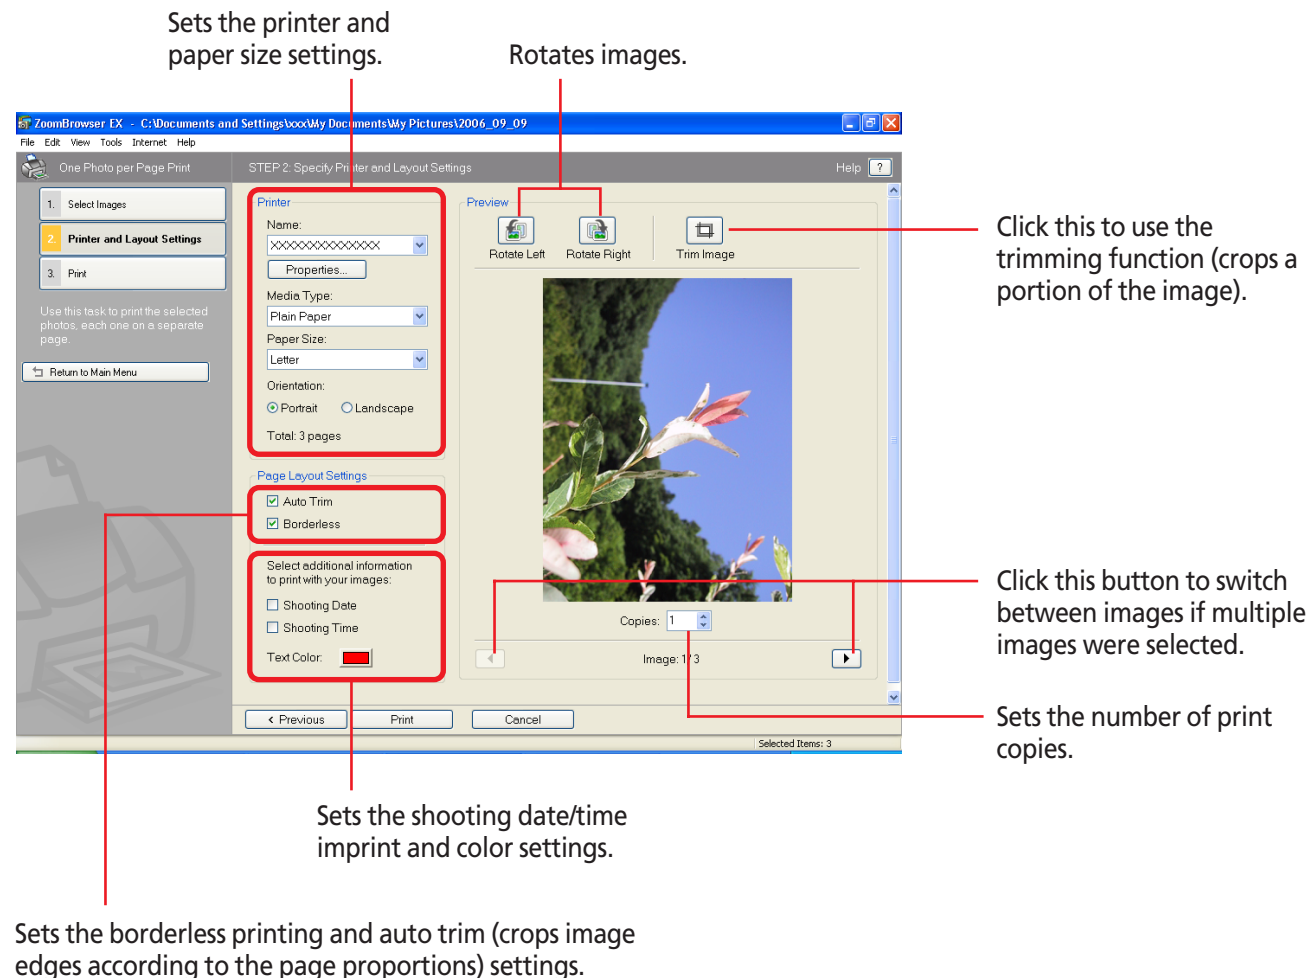 Sets the printer and
paper size settings.
Rotates images.
ZoomBrowser EX - C:\Documents and Settings\xxx\My Documents\My Pictures\2006_09_09
File Edit View Tools Internet Help
One Photo per Page Print
STEP 2: Specify Printer and Layout Settings
Help ?
1. Select Images
2. Printer and Layout Settings
3. Print
Use this task to print the selected
photos, each one on a separate
page.
Return to Main Menu
Printer
Name:
XXXXXXXXXXXXXX
Properties...
Media Type:
Plain Paper
Paper Size:
Letter
Orientation:
Portrait Landscape
Total: 3 pages
Page Layout Settings
Auto Trim
Borderless
Select additional information
to print with your images:
Shooting Date
Shooting Time
Text Color:
Preview
Rotate Left Rotate Right Trim Image
Copies: 1
Image: 1/ 3
< Previous Print Cancel
Selected Items: 3
Click this to use the
trimming function (crops a
portion of the image).
Click this button to switch
between images if multiple
images were selected.
Sets the number of print
copies.
Sets the shooting date/time
imprint and color settings.
Sets the borderless printing and auto trim (crops image
edges according to the page proportions) settings.